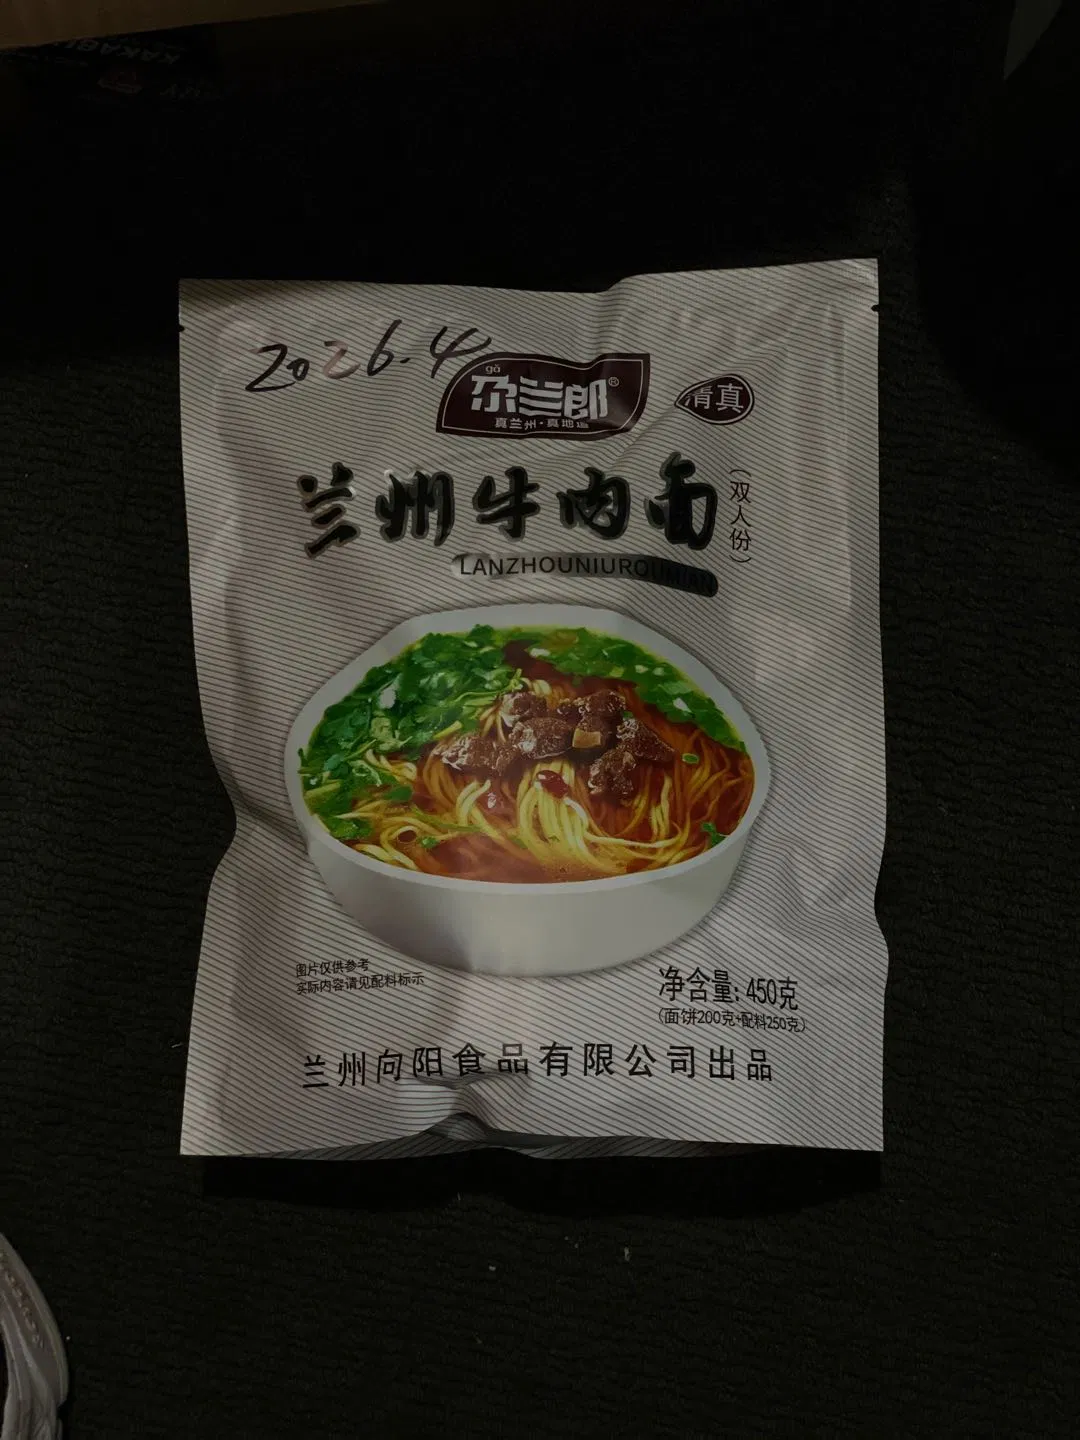 KAKABU
2026.4
gǎ
尕兰郎®
真兰州·真地道
清真
兰州牛肉面
(双人份)
LANZHOUNIUROUMIAN
图片仅供参考
实际内容请见配料标示
净含量:450克
(面饼200克+配料250克)
兰州向阳食品有限公司出品